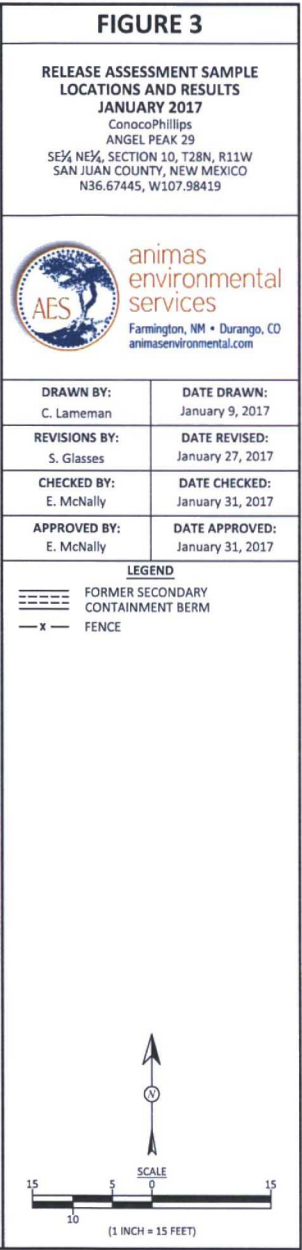 FIGURE 3
RELEASE ASSESSMENT SAMPLE
LOCATIONS AND RESULTS
JANUARY 2017
ConocoPhillips
ANGEL PEAK 29
SE¼ NE¼, SECTION 10, T28N, R11W
SAN JUAN COUNTY, NEW MEXICO
N36.67445, W107.98419
AES
animas
environmental
services
Farmington, NM • Durango, CO
animasenvironmental.com
DRAWN BY: DATE DRAWN:
C. Lameman January 9, 2017
REVISIONS BY: DATE REVISED:
S. Glasses January 27, 2017
CHECKED BY: DATE CHECKED:
E. McNally January 31, 2017
APPROVED BY: DATE APPROVED:
E. McNally January 31, 2017
LEGEND
FORMER SECONDARY
CONTAINMENT BERM
x FENCE
N
SCALE
15 5 0 15
10
(1 INCH = 15 FEET)